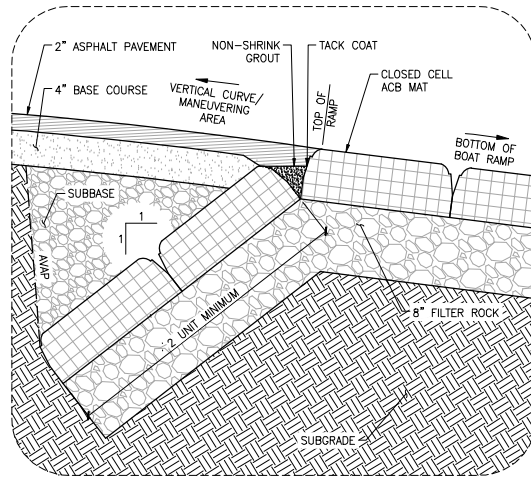 2" ASPHALT PAVEMENT
4" BASE COURSE
NON-SHRINK
GROUT
TACK COAT
CLOSED CELL
ACB MAT
VERTICAL CURVE/
MANEUVERING
AREA
TOP OF
RAMP
BOTTOM OF
BOAT RAMP
SUBBASE
1
1
AVAP
2 UNIT MINIMUM
8" FILTER ROCK
SUBGRADE